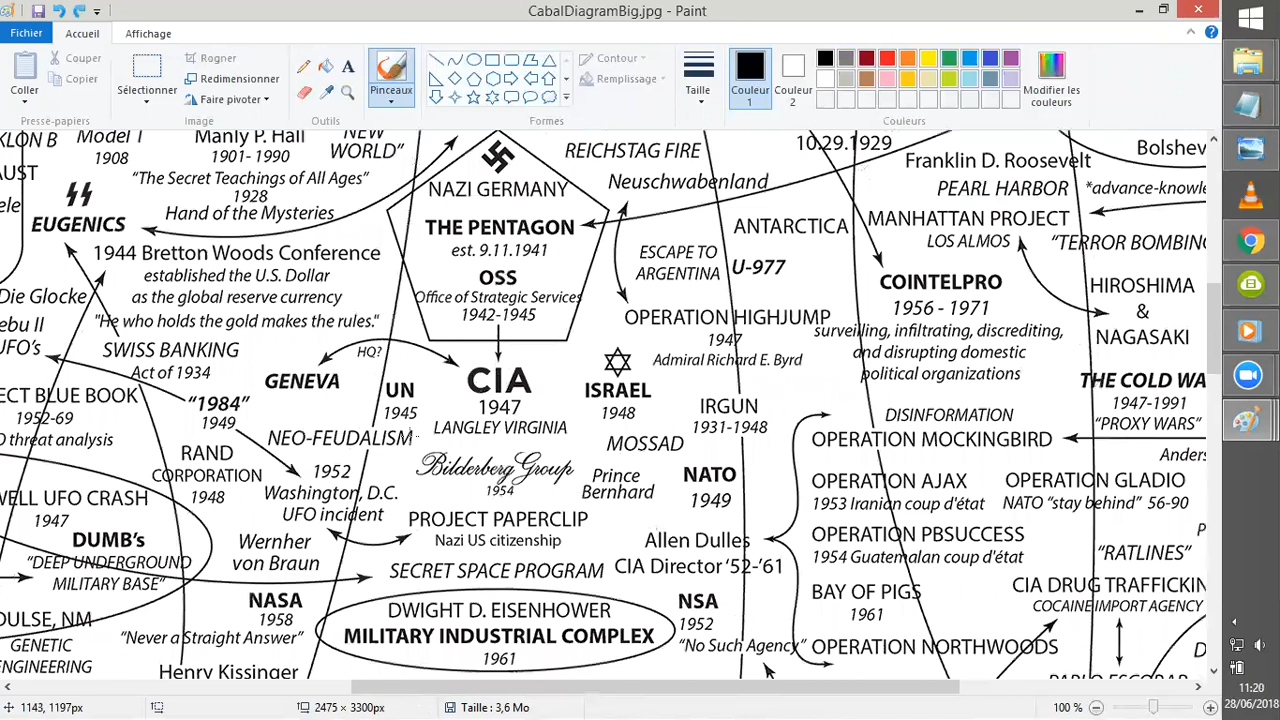 CabalDiagramBig.jpg - Paint
Fichier
Accueil
Affichage
Coller
Couper
Copier
Presse-papiers
Sélectionner
Rogner
Redimensionner
Faire pivoter
Image
Outils
Pinceaux
Contour
Remplissage
Formes
Taille
Couleur 1
Couleur 2
Modifier les couleurs
Couleurs
KLON B
Model T
1908
Manly P. Hall
1901- 1990
"The Secret Teachings of All Ages"
1928
Hand of the Mysteries
NEW
WORLD"
AUST
ele
EUGENICS
NAZI GERMANY
THE PENTAGON
est. 9.11.1941
OSS
Office of Strategic Services
1942-1945
REICHSTAG FIRE
Neuschwabenland
ANTARCTICA
ESCAPE TO
ARGENTINA
U-977
OPERATION HIGHJUMP
1947
Admiral Richard E. Byrd
10.29.1929
Franklin D. Roosevelt
PEARL HARBOR
*advance-knowle
Bolshev
MANHATTAN PROJECT
LOS ALMOS
"TERROR BOMBING
HIROSHIMA
&
NAGASAKI
COINTELPRO
1956 - 1971
surveiling, infiltrating, discrediting,
and disrupting domestic
political organizations
1944 Bretton Woods Conference
established the U.S. Dollar
as the global reserve currency
"He who holds the gold makes the rules."
Die Glocke
ebu II
UFO's
SWISS BANKING
Act of 1934
HQ?
GENEVA
UN
1945
CIA
1947
LANGLEY VIRGINIA
ISRAEL
1948
MOSSAD
IRGUN
1931-1948
THE COLD WA
1947-1991
"PROXY WARS"
Anders
ECT BLUE BOOK
1952-69
O threat analysis
"1984"
1949
NEO-FEUDALISM
RAND
CORPORATION
1948
1952
Washington, D.C.
UFO incident
Bilderberg Group
1954
Prince
Bernhard
NATO
1949
DISINFORMATION
OPERATION MOCKINGBIRD
OPERATION AJAX
1953 Iranian coup d'état
OPERATION GLADIO
NATO "stay behind" 56-90
OPERATION PBSUCCESS
1954 Guatemalan coup d'état
"RATLINES"
WELL UFO CRASH
1947
DUMB's
"DEEP UNDERGROUND
MILITARY BASE"
Wernher
von Braun
PROJECT PAPERCLIP
Nazi US citizenship
SECRET SPACE PROGRAM
Allen Dulles
CIA Director '52-'61
BAY OF PIGS
1961
CIA DRUG TRAFFICKIN
COCAINE IMPORT AGENCY
OULSE, NM
GENETIC
ENGINEERING
NASA
1958
"Never a Straight Answer"
Henry Kissinger
DWIGHT D. EISENHOWER
MILITARY INDUSTRIAL COMPLEX
1961
NSA
1952
"No Such Agency"
OPERATION NORTHWOODS
PABLO ESCOBAR
1143, 1197px
2475 × 3300px
Taille : 3,6 Mo
100 %
11:20
28/06/2018